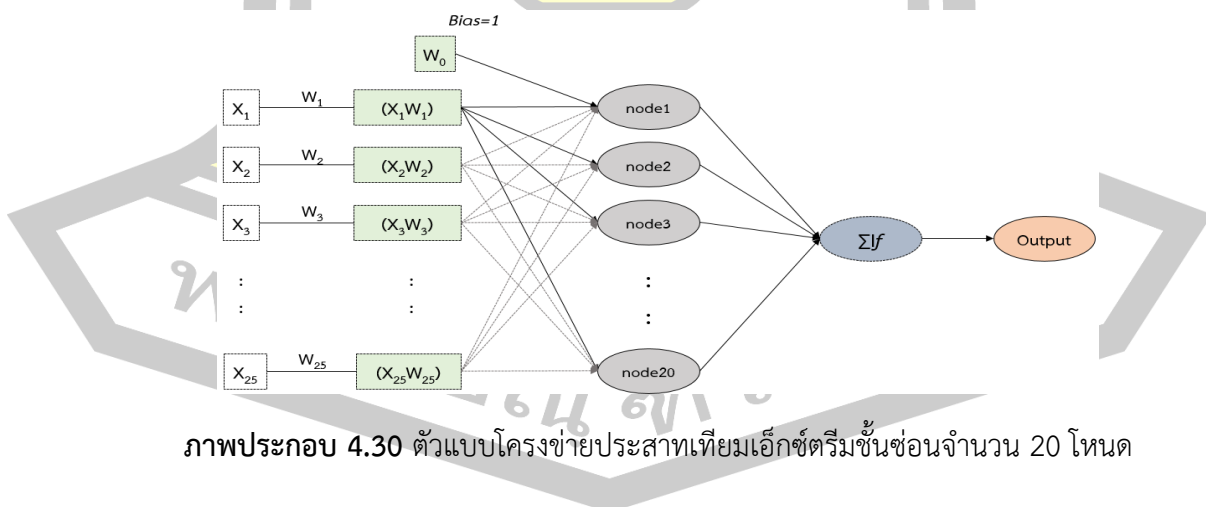 Bias=1
W₀
X₁ W₁ (X₁W₁) node1
X₂ W₂ (X₂W₂) node2
X₃ W₃ (X₃W₃) node3
Σ|f Output
: : :
: : :
X₂₅ W₂₅ (X₂₅W₂₅) node20
ภาพประกอบ 4.30 ตัวแบบโครงข่ายประสาทเทียมเอ็กซ์ตรีมชั้นซ่อนจำนวน 20 โหนด